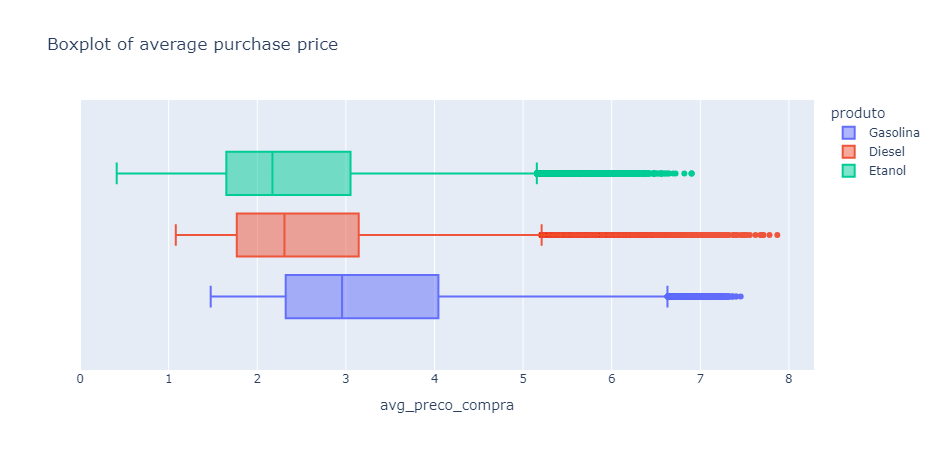 Boxplot of average purchase price
produto
Gasolina
Diesel
Etanol
0 1 2 3 4 5 6 7 8
avg_preco_compra